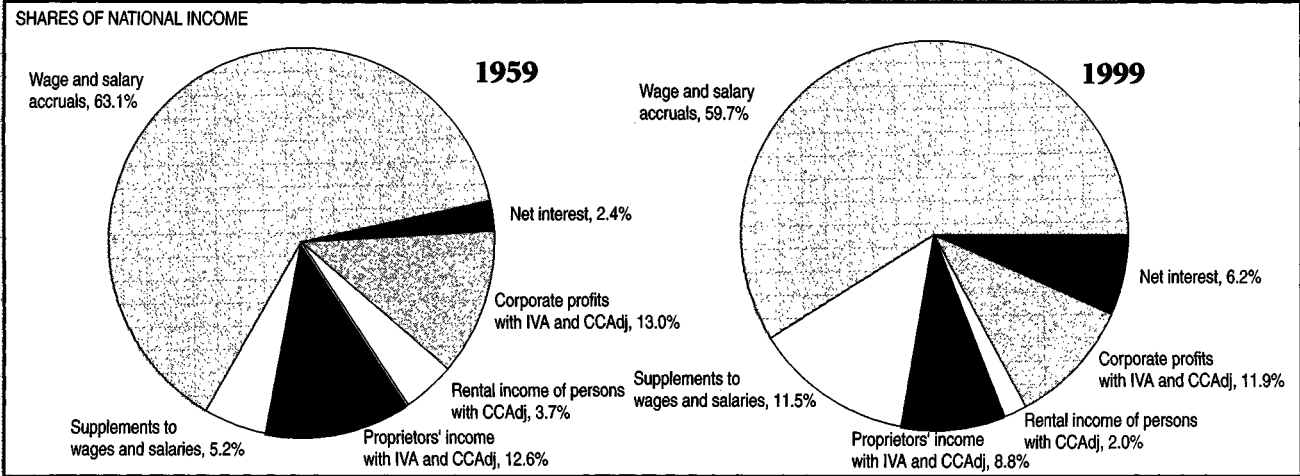 SHARES OF NATIONAL INCOME
1959
Wage and salary
accruals, 63.1%
Net interest, 2.4%
Corporate profits
with IVA and CCAdj, 13.0%
Rental income of persons
with CCAdj, 3.7%
Proprietors' income
with IVA and CCAdj, 12.6%
Supplements to
wages and salaries, 5.2%
1999
Wage and salary
accruals, 59.7%
Net interest, 6.2%
Corporate profits
with IVA and CCAdj, 11.9%
Rental income of persons
with CCAdj, 2.0%
Proprietors' income
with IVA and CCAdj, 8.8%
Supplements to
wages and salaries, 11.5%